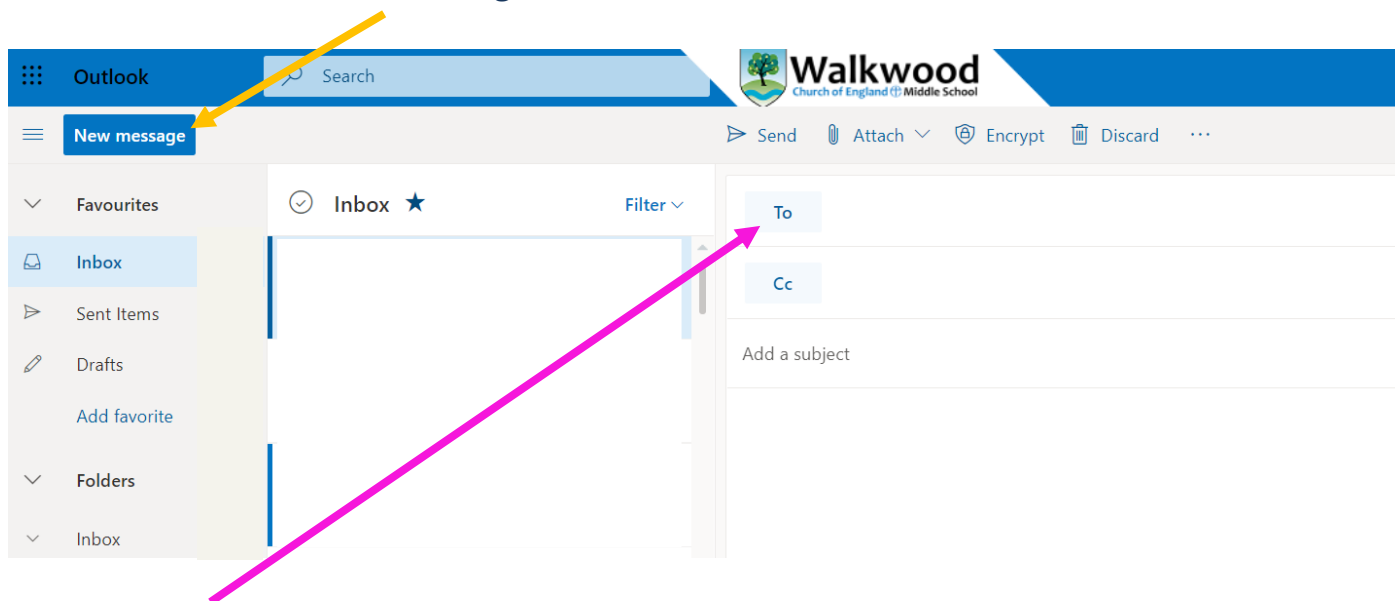 Outlook
Search
Walkwood
Church of England Middle School
New message
Send Attach Encrypt Discard ...
Favourites
Inbox ★ Filter
To
Inbox
Cc
Sent Items
Add a subject
Drafts
Add favorite
Folders
Inbox